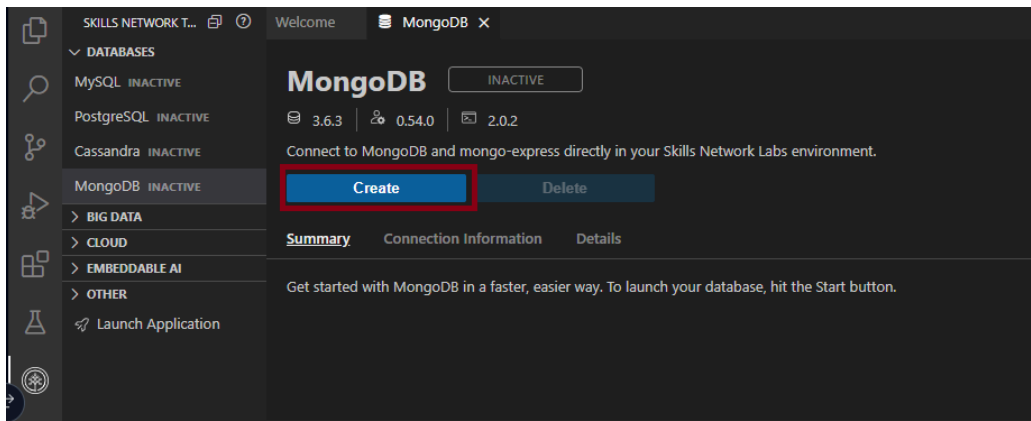 SKILLS NETWORK T...
DATABASES
MySQL INACTIVE
PostgreSQL INACTIVE
Cassandra INACTIVE
MongoDB INACTIVE
BIG DATA
CLOUD
EMBEDDABLE AI
OTHER
Launch Application
Welcome
MongoDB
MongoDB INACTIVE
3.6.3 0.54.0 2.0.2
Connect to MongoDB and mongo-express directly in your Skills Network Labs environment.
Create Delete
Summary Connection Information Details
Get started with MongoDB in a faster, easier way. To launch your database, hit the Start button.